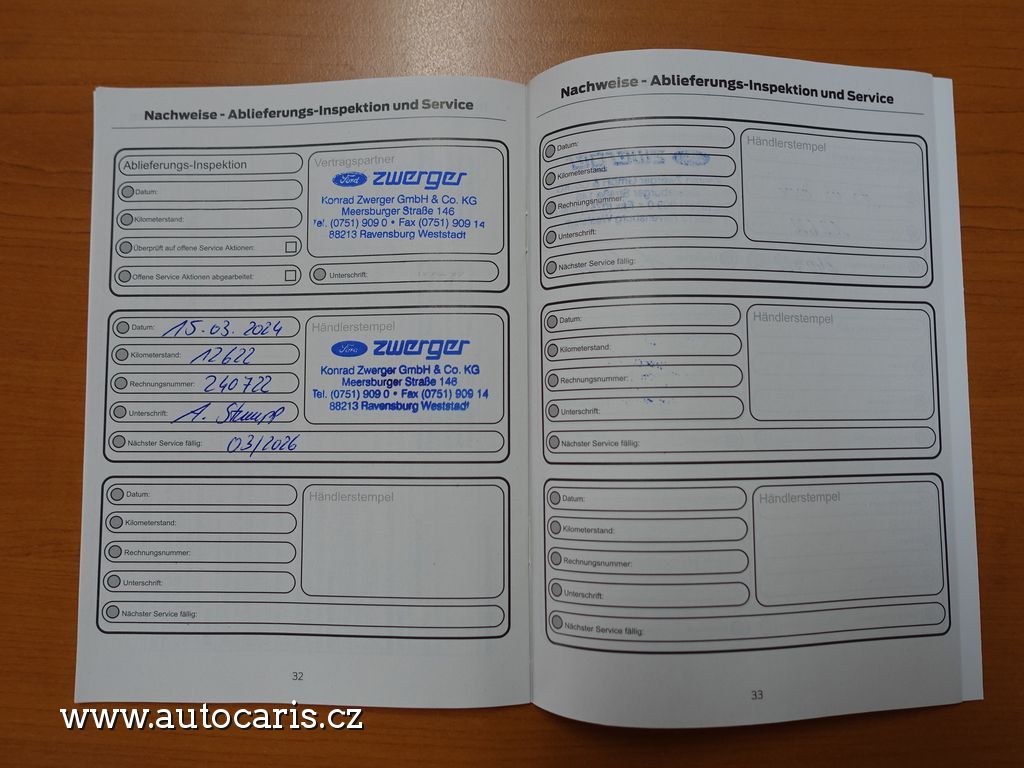 Nachweise - Ablieferungs-Inspektion und Service
Ablieferungs-Inspektion
Datum:
Kilometerstand:
Überprüft auf offene Service Aktionen:
Offene Service Aktionen abgearbeitet:
Vertragspartner
Ford zwerger
Konrad Zwerger GmbH & Co. KG
Meersburger Straße 146
Tel. (0751) 909 0 • Fax (0751) 909 14
88213 Ravensburg Weststadt
Unterschrift:
Datum: 15.03.2024
Kilometerstand: 12622
Rechnungsnummer: 240722
Unterschrift: A. Stumpp
Händlerstempel
Ford zwerger
Konrad Zwerger GmbH & Co. KG
Meersburger Straße 146
Tel. (0751) 909 0 • Fax (0751) 909 14
88213 Ravensburg Weststadt
Nächster Service fällig: 03/2026
Datum:
Kilometerstand:
Rechnungsnummer:
Unterschrift:
Händlerstempel
Nächster Service fällig:
32
Nachweise - Ablieferungs-Inspektion und Service
Datum:
Kilometerstand:
Rechnungsnummer:
Unterschrift:
Händlerstempel
Nächster Service fällig:
Datum:
Kilometerstand:
Rechnungsnummer:
Unterschrift:
Händlerstempel
Nächster Service fällig:
Datum:
Kilometerstand:
Rechnungsnummer:
Unterschrift:
Händlerstempel
Nächster Service fällig:
33
www.autocaris.cz